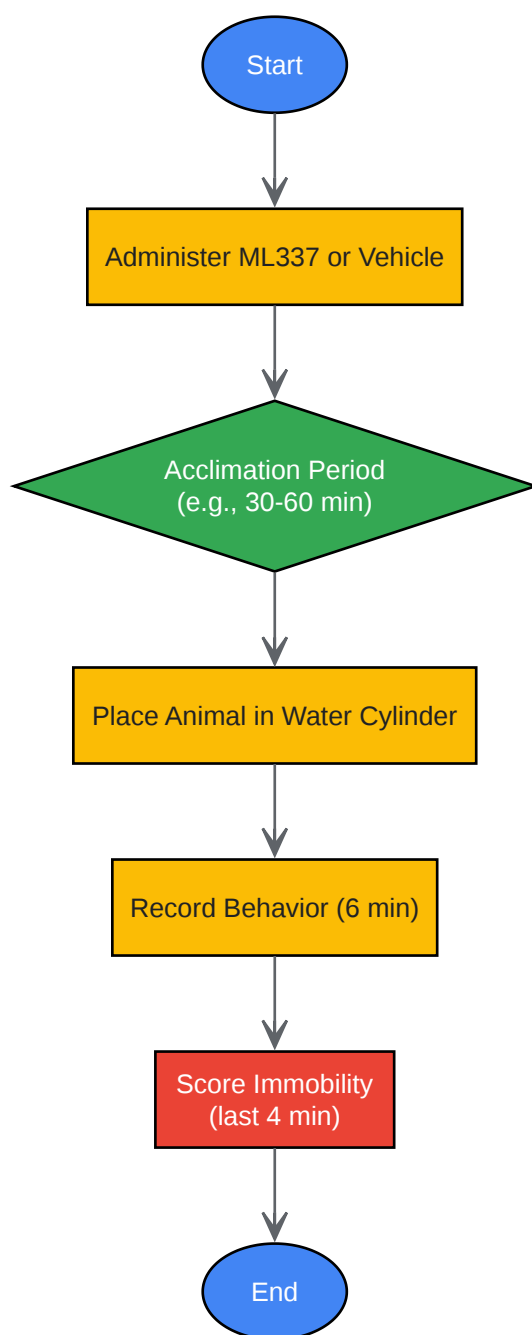 Start
Administer ML337 or Vehicle
Acclimation Period
(e.g., 30-60 min)
Place Animal in Water Cylinder
Record Behavior (6 min)
Score Immobility
(last 4 min)
End